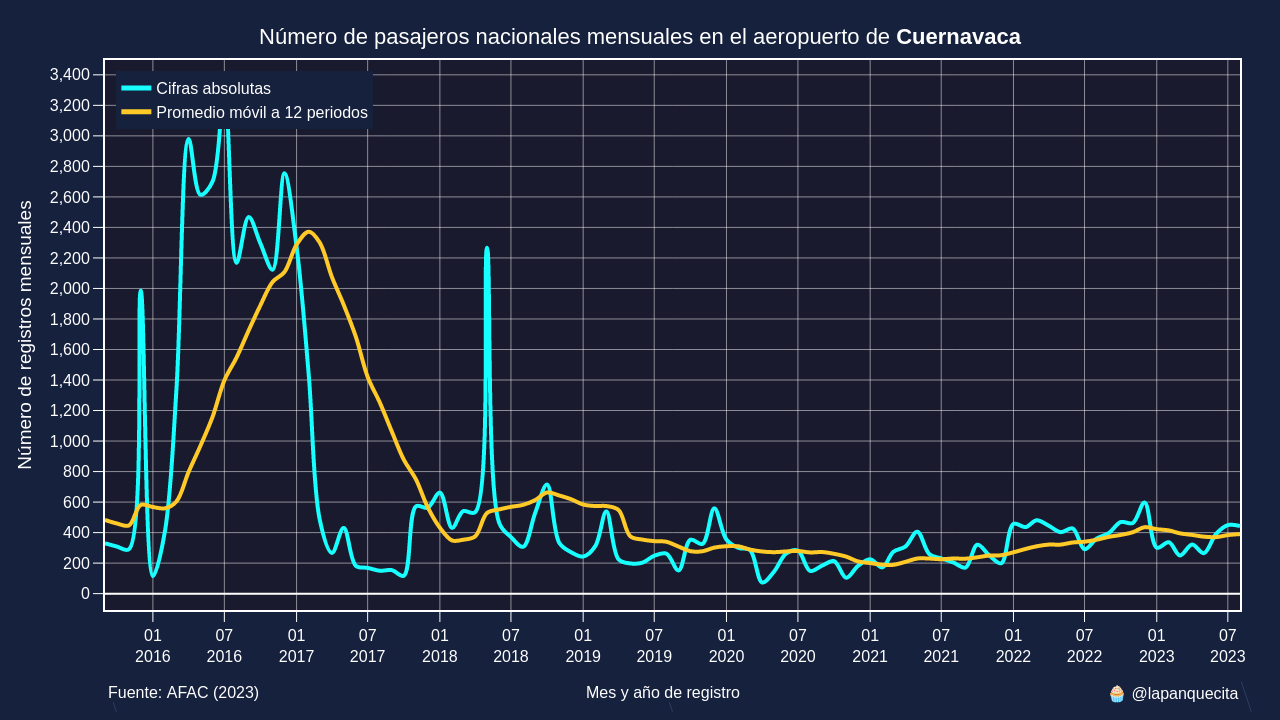 Número de pasajeros nacionales mensuales en el aeropuerto de Cuernavaca
Cifras absolutas
Promedio móvil a 12 periodos
Número de registros mensuales
3,400
3,200
3,000
2,800
2,600
2,400
2,200
2,000
1,800
1,600
1,400
1,200
1,000
800
600
400
200
0
01 07 01 07 01 07 01 07 01 07 01 07 01 07 01 07
2016 2016 2017 2017 2018 2018 2019 2019 2020 2020 2021 2021 2022 2022 2023 2023
Fuente: AFAC (2023) Mes y año de registro 🧁 @lapanquecita